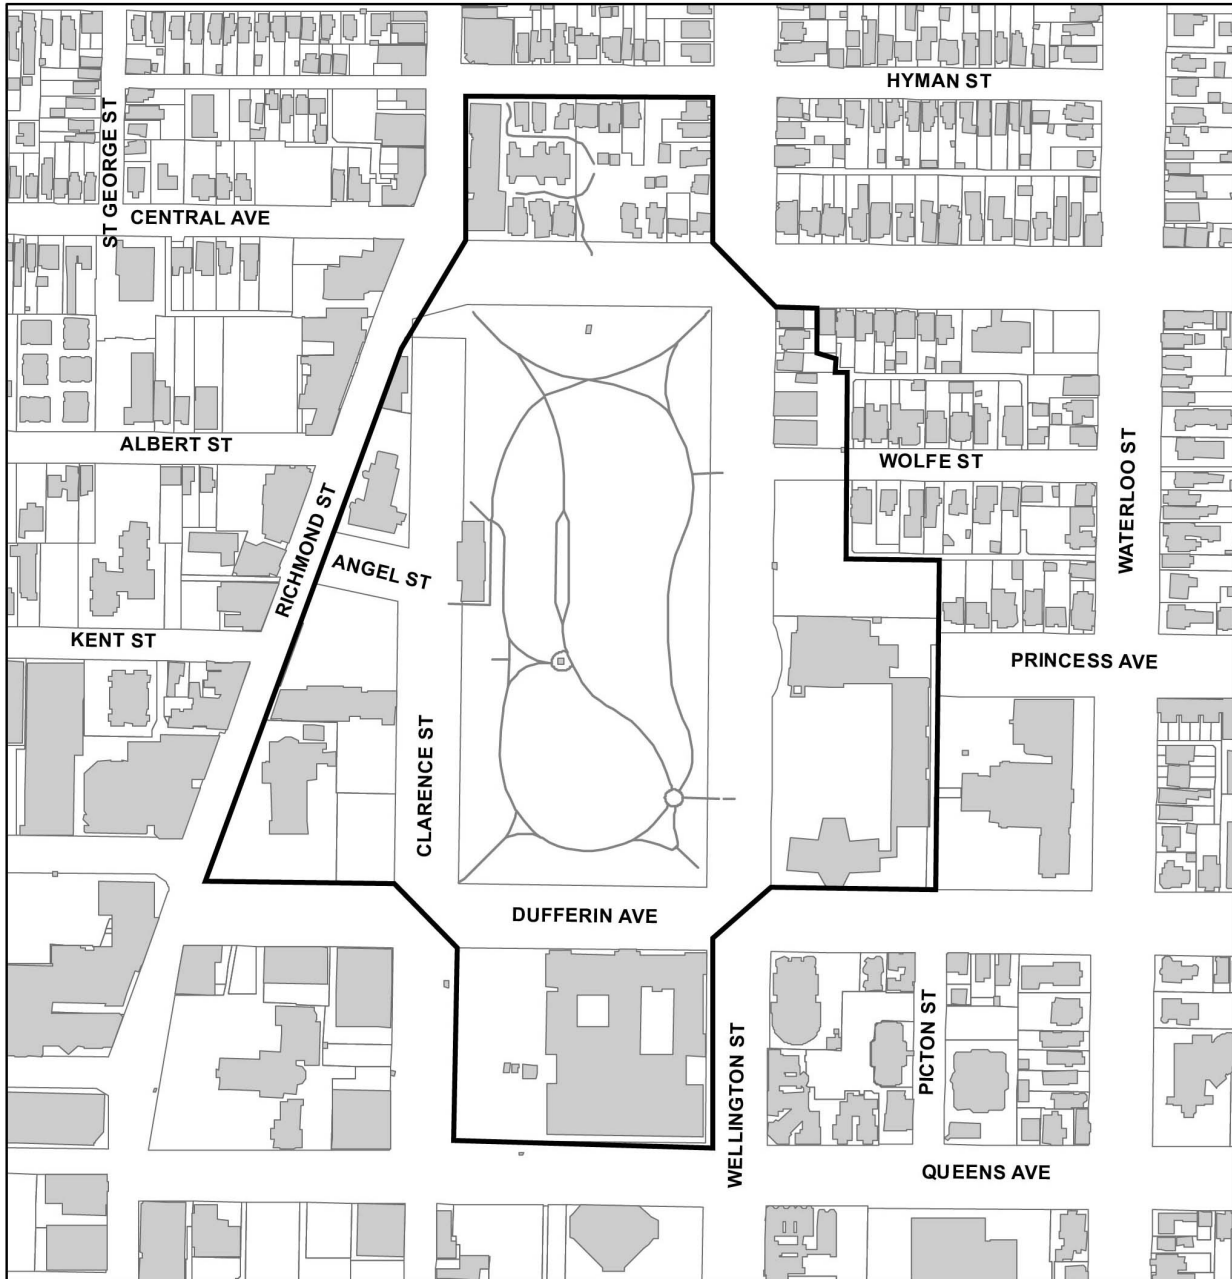 HYMAN ST
ST GEORGE ST
CENTRAL AVE
ALBERT ST
WOLFE ST
WATERLOO ST
RICHMOND ST
ANGEL ST
KENT ST
PRINCESS AVE
CLARENCE ST
DUFFERIN AVE
PICTON ST
WELLINGTON ST
QUEENS AVE